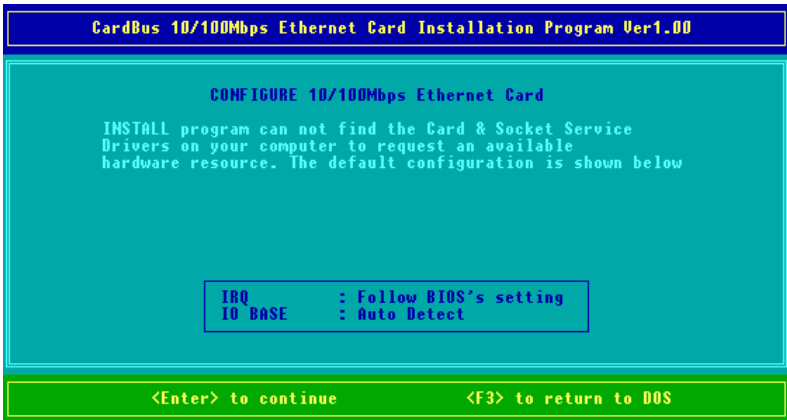 CardBus 10/100Mbps Ethernet Card Installation Program Ver1.00
CONFIGURE 10/100Mbps Ethernet Card
INSTALL program can not find the Card & Socket Service
Drivers on your computer to request an available
hardware resource. The default configuration is shown below
IRQ : Follow BIOS's setting
IO BASE : Auto Detect
<Enter> to continue <F3> to return to DOS